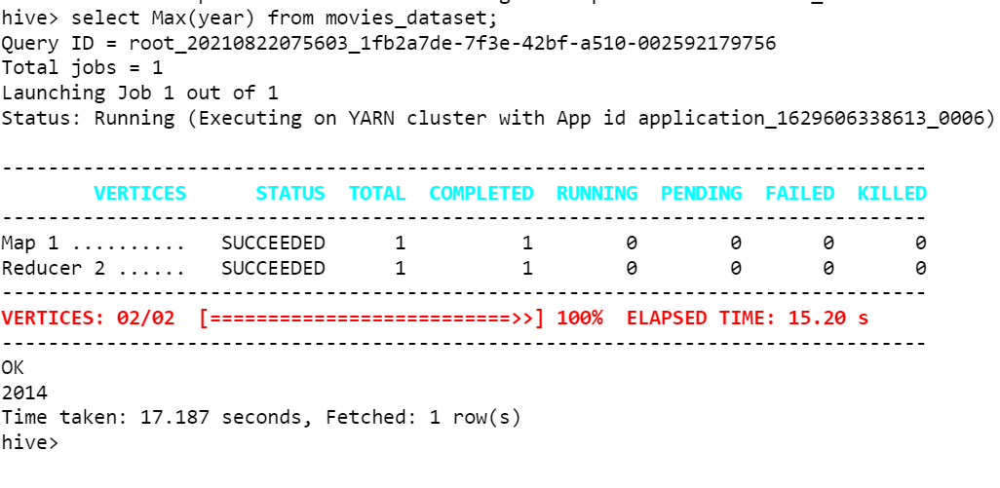 hive> select Max(year) from movies_dataset;
Query ID = root_20210822075603_1fb2a7de-7f3e-42bf-a510-002592179756
Total jobs = 1
Launching Job 1 out of 1
Status: Running (Executing on YARN cluster with App id application_1629606338613_0006)
--------------------------------------------------------------------------------
        VERTICES      STATUS  TOTAL  COMPLETED  RUNNING  PENDING  FAILED  KILLED
--------------------------------------------------------------------------------
Map 1 ..........   SUCCEEDED      1          1        0        0       0       0
Reducer 2 ......   SUCCEEDED      1          1        0        0       0       0
--------------------------------------------------------------------------------
VERTICES: 02/02  [==========================>>] 100%  ELAPSED TIME: 15.20 s
--------------------------------------------------------------------------------
OK
2014
Time taken: 17.187 seconds, Fetched: 1 row(s)
hive>